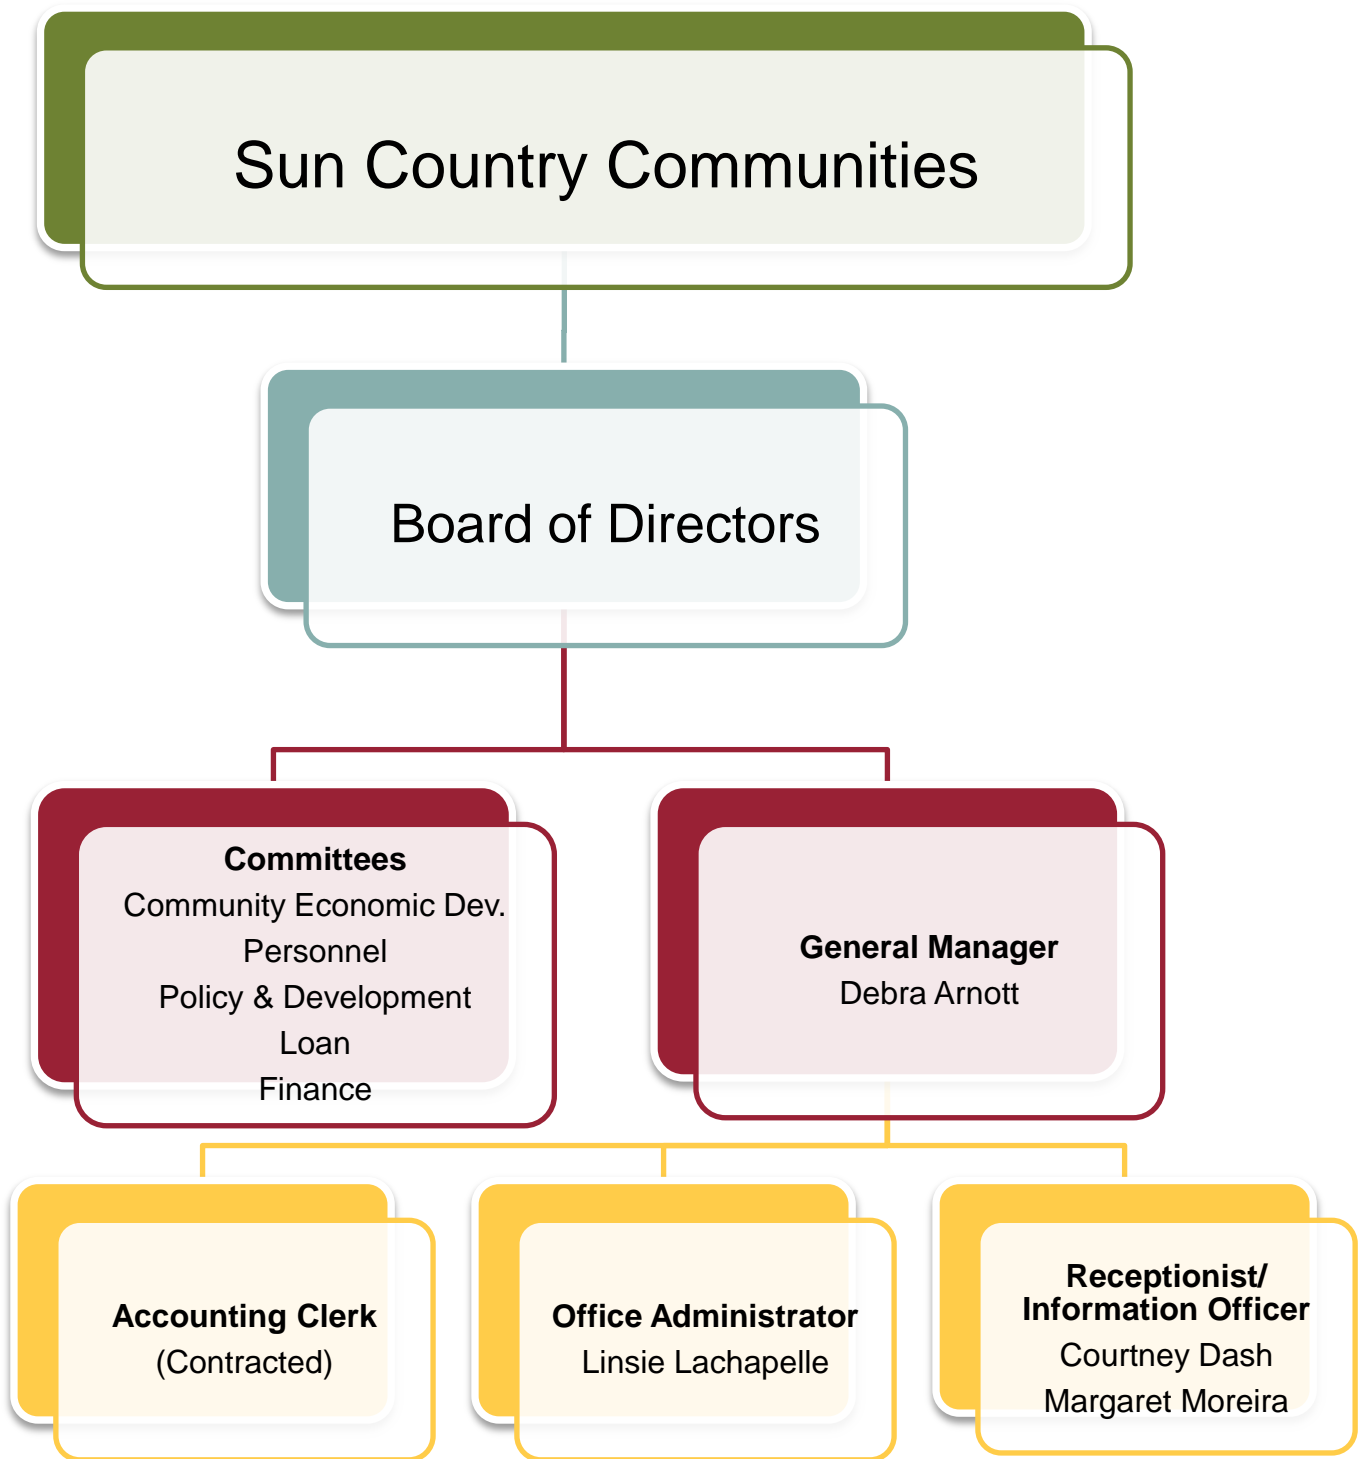 Sun Country Communities
Board of Directors
Committees
Community Economic Dev.
Personnel
Policy & Development
Loan
Finance
General Manager
Debra Arnott
Accounting Clerk
(Contracted)
Office Administrator
Linsie Lachapelle
Receptionist/
Information Officer
Courtney Dash
Margaret Moreira